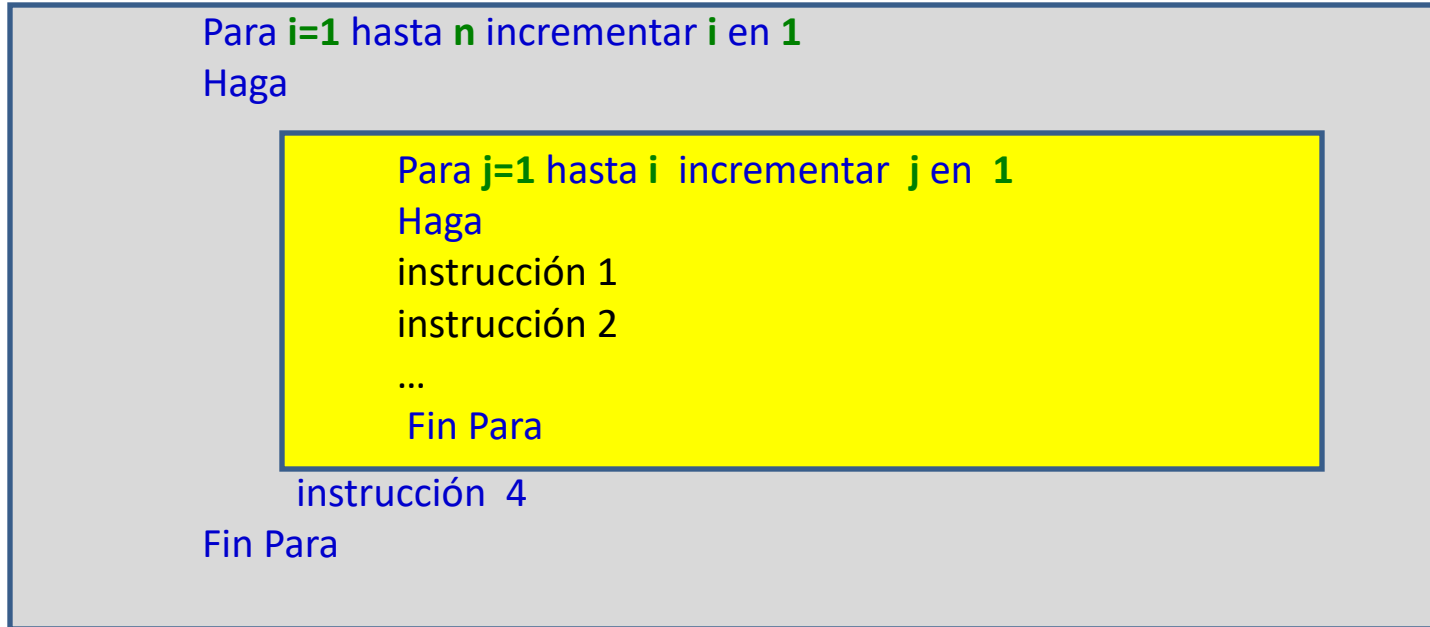 Para i=1 hasta n incrementar i en 1
Haga
Para j=1 hasta i incrementar j en 1
Haga
instrucción 1
instrucción 2
...
Fin Para
instrucción 4
Fin Para